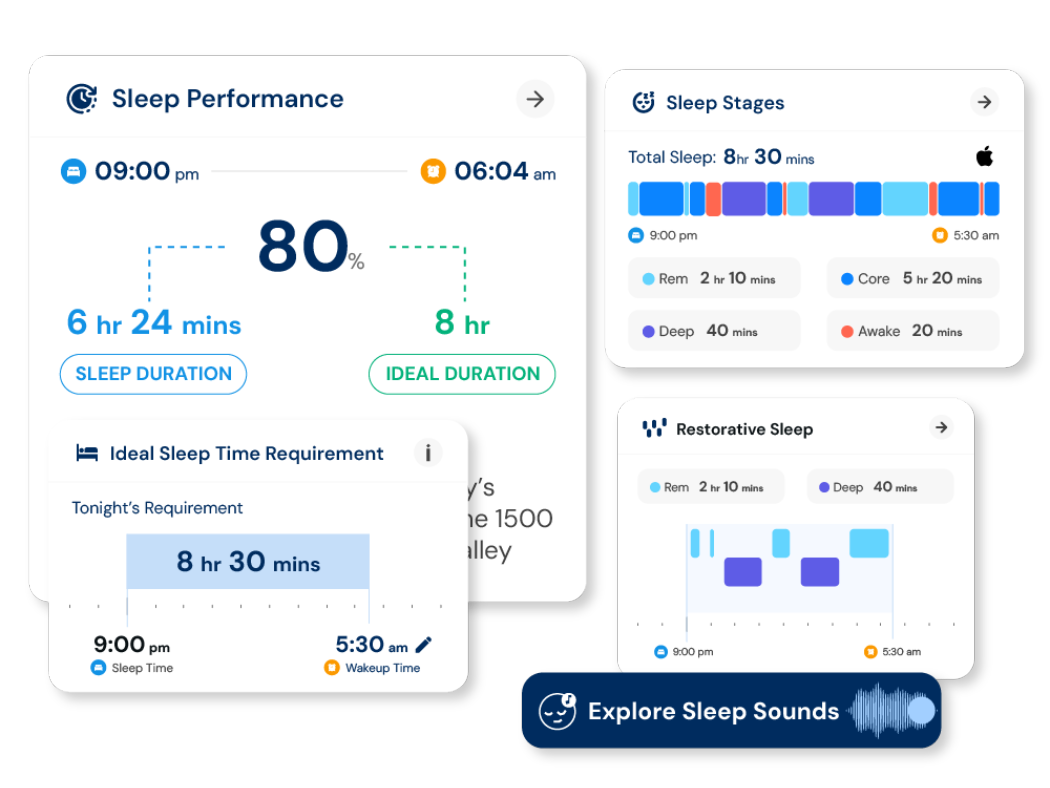 Sleep Performance
09:00 pm
06:04 am
80%
6 hr 24 mins
8 hr
SLEEP DURATION
IDEAL DURATION
y's
1500
alley
Ideal Sleep Time Requirement
i
Tonight's Requirement
8 hr 30 mins
9:00 pm
5:30 am
Sleep Time
Wakeup Time
Sleep Stages
Total Sleep: 8hr 30 mins
9:00 pm
5:30 am
Rem 2 hr 10 mins
Core 5 hr 20 mins
Deep 40 mins
Awake 20 mins
Restorative Sleep
Rem 2 hr 10 mins
Deep 40 mins
9:00 pm
5:30 am
Explore Sleep Sounds